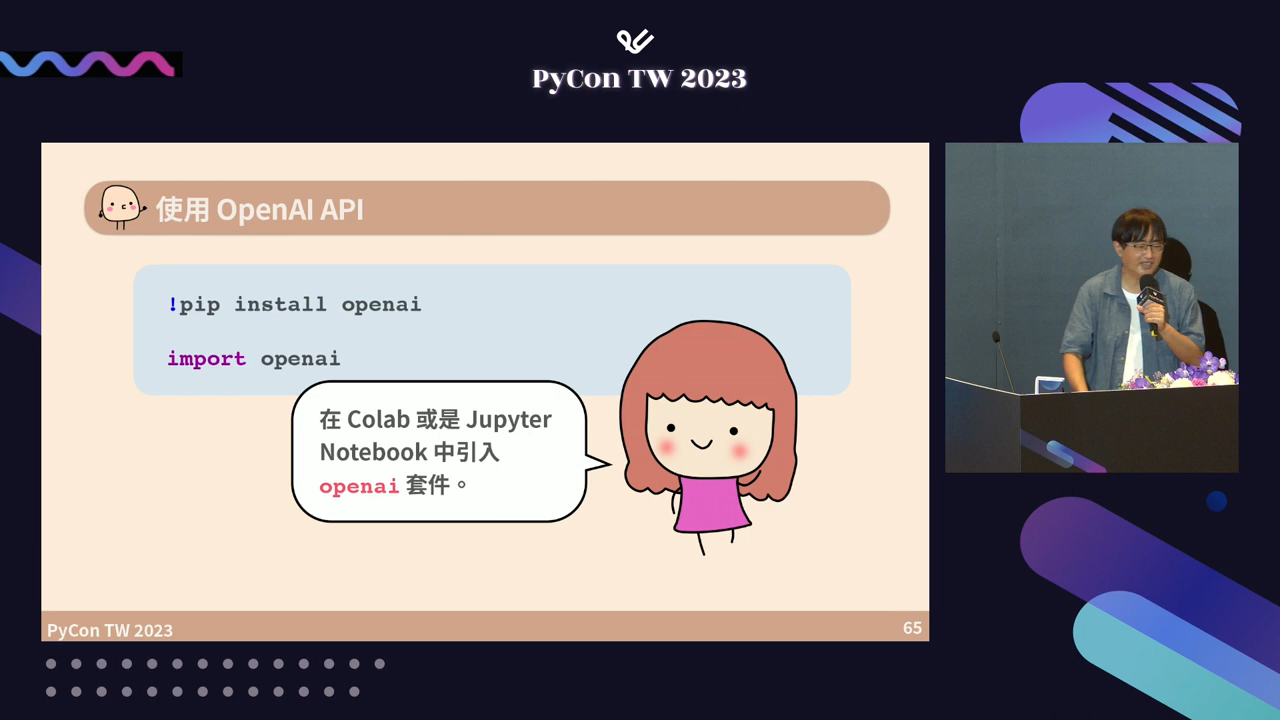 PyCon TW 2023
使用 OpenAI API
!pip install openai
import openai
在 Colab 或是 Jupyter
Notebook 中引入
openai 套件。
PyCon TW 2023
65